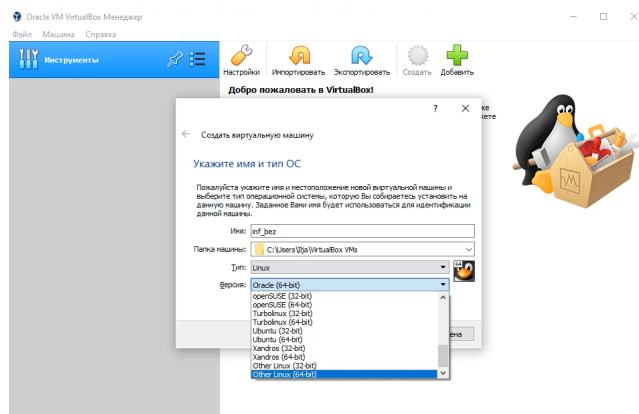 Oracle VM VirtualBox Менеджер
Файл Машина Справка
Инструменты
Настройки Импортировать Экспортировать Создать Добавить
Добро пожаловать в VirtualBox!
Создать виртуальную машину
Укажите имя и тип ОС
Пожалуйста укажите имя и местоположение новой виртуальной машины и
выберите тип операционной системы, которую Вы собираетесь установить на
данную машину. Заданное Вами имя будет использоваться для идентификации
данной машины.
Имя: inf_bez
Папка машины: C:\Users\Ilja\VirtualBox VMs
Тип: Linux
64
Версия: Oracle (64-bit)
openSUSE (32-bit)
openSUSE (64-bit)
Turbolinux (32-bit)
Turbolinux (64-bit)
Ubuntu (32-bit)
Ubuntu (64-bit)
Xandros (32-bit)
Xandros (64-bit)
Other Linux (32-bit)
Other Linux (64-bit)